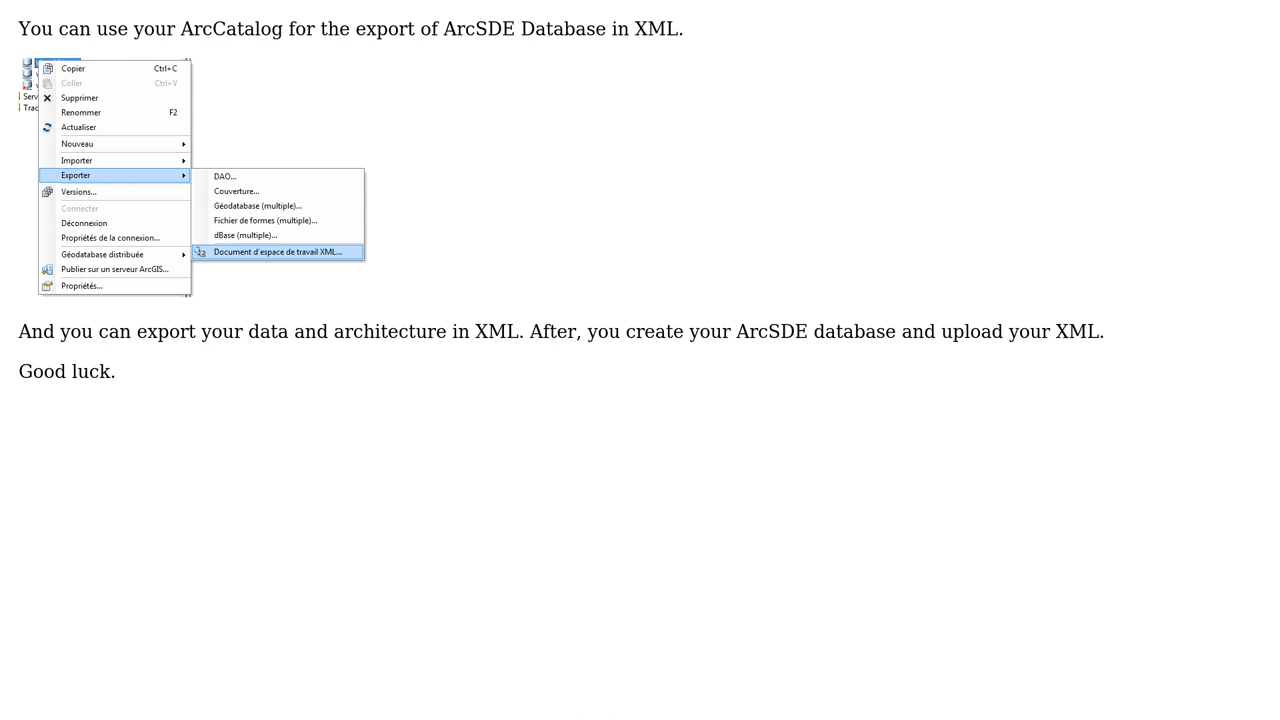 You can use your ArcCatalog for the export of ArcSDE Database in XML.
Copier Ctrl+C
Coller Ctrl+V
Supprimer
Renommer F2
Actualiser
Nouveau
Importer
Exporter
Versions...
Connecter
Déconnexion
Propriétés de la connexion...
Géodatabase distribuée
Publier sur un serveur ArcGIS...
Propriétés...
DAO...
Couverture...
Géodatabase (multiple)...
Fichier de formes (multiple)...
dBase (multiple)...
Document d'espace de travail XML...
And you can export your data and architecture in XML. After, you create your ArcSDE database and upload your XML.
Good luck.